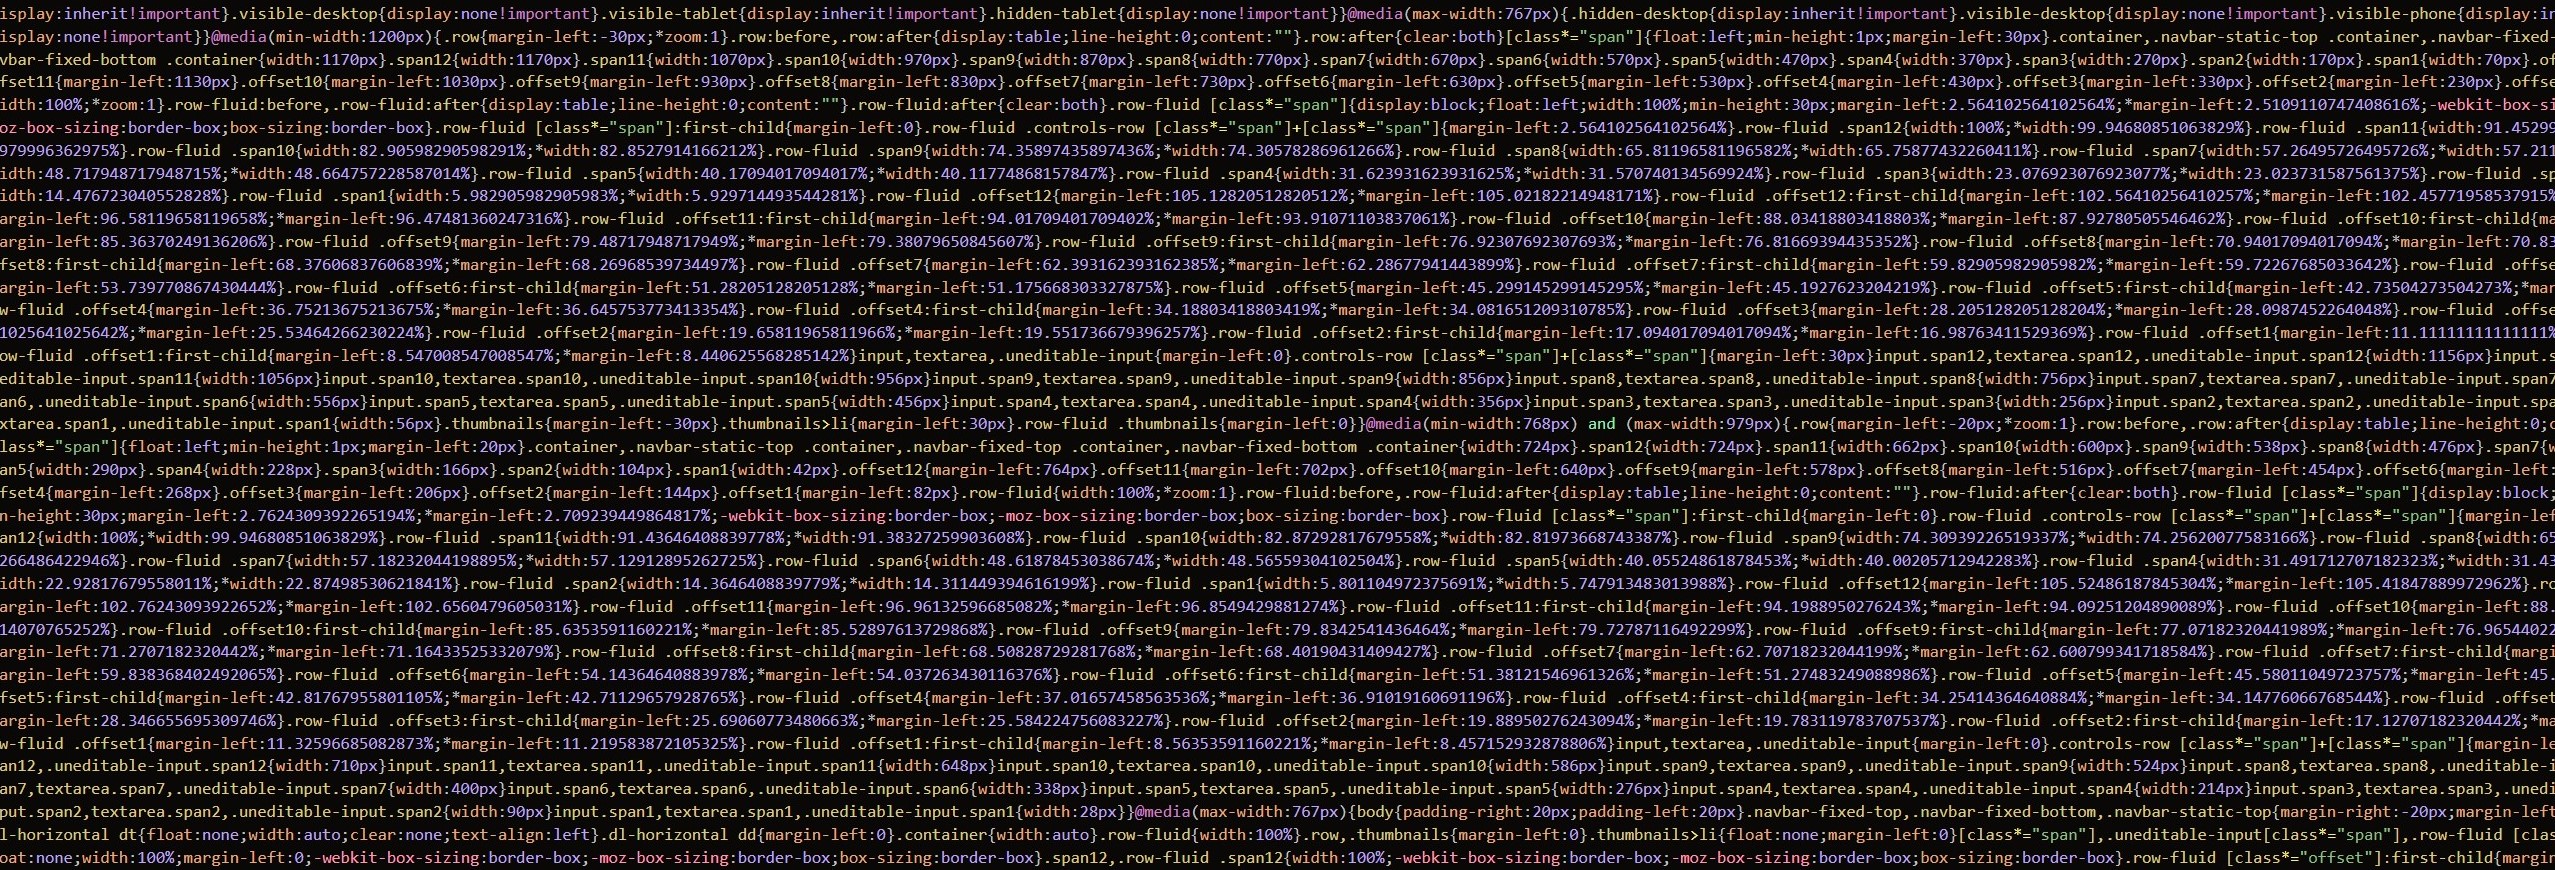 isplay:inherit!important}.visible-desktop{display:none!important}.visible-tablet{display:inherit!important}.hidden-tablet{display:none!important}}@media(max-width:767px){.hidden-desktop{display:inherit!important}.visible-desktop{display:none!important}.visible-phone{display:in
isplay:none!important}}@media(min-width:1200px){.row{margin-left:-30px;*zoom:1}.row:before,.row:after{display:table;line-height:0;content:""}.row:after{clear:both}[class*="span"]{float:left;min-height:1px;margin-left:30px}.container,.navbar-static-top .container,.navbar-fixed-
vbar-fixed-bottom .container{width:1170px}.span12{width:1170px}.span11{width:1070px}.span10{width:970px}.span9{width:870px}.span8{width:770px}.span7{width:670px}.span6{width:570px}.span5{width:470px}.span4{width:370px}.span3{width:270px}.span2{width:170px}.span1{width:70px}.of
ffset11{margin-left:1130px}.offset10{margin-left:1030px}.offset9{margin-left:930px}.offset8{margin-left:830px}.offset7{margin-left:730px}.offset6{margin-left:630px}.offset5{margin-left:530px}.offset4{margin-left:430px}.offset3{margin-left:330px}.offset2{margin-left:230px}.offse
idth:100%;*zoom:1}.row-fluid:before,.row-fluid:after{display:table;line-height:0;content:""}.row-fluid:after{clear:both}.row-fluid [class*="span"]{display:block;float:left;width:100%;min-height:30px;margin-left:2.564102564102564%;*margin-left:2.5109110747408616%;-webkit-box-si
oz-box-sizing:border-box;box-sizing:border-box}.row-fluid [class*="span"]:first-child{margin-left:0}.row-fluid .controls-row [class*="span"]+[class*="span"]{margin-left:2.564102564102564%}.row-fluid .span12{width:100%;*width:99.94680851063829%}.row-fluid .span11{width:91.45299
979996362975%}.row-fluid .span10{width:82.90598290598291%;*width:82.8527914166212%}.row-fluid .span9{width:74.35897435897436%;*width:74.30578286961266%}.row-fluid .span8{width:65.81196581196582%;*width:65.75877432260411%}.row-fluid .span7{width:57.26495726495726%;*width:57.211
idth:48.717948717948715%;*width:48.664757228587014%}.row-fluid .span5{width:40.17094017094017%;*width:40.11774868157847%}.row-fluid .span4{width:31.623931623931625%;*width:31.570740134569924%}.row-fluid .span3{width:23.076923076923077%;*width:23.023731587561375%}.row-fluid .sp
idth:14.476723040552828%}.row-fluid .span1{width:5.982905982905983%;*width:5.929714493544281%}.row-fluid .offset12{margin-left:105.12820512820512%;*margin-left:105.02182214948171%}.row-fluid .offset12:first-child{margin-left:102.56410256410257%;*margin-left:102.45771958537915%
argin-left:96.58119658119658%;*margin-left:96.47481360247316%}.row-fluid .offset11:first-child{margin-left:94.01709401709402%;*margin-left:93.91071103837061%}.row-fluid .offset10{margin-left:88.03418803418803%;*margin-left:87.92780505546462%}.row-fluid .offset10:first-child{ma
argin-left:85.36370249136206%}.row-fluid .offset9{margin-left:79.48717948717949%;*margin-left:79.38079650845607%}.row-fluid .offset9:first-child{margin-left:76.92307692307693%;*margin-left:76.81669394435352%}.row-fluid .offset8{margin-left:70.94017094017094%;*margin-left:70.83
fset8:first-child{margin-left:68.37606837606839%;*margin-left:68.26968539734497%}.row-fluid .offset7{margin-left:62.393162393162385%;*margin-left:62.28677941443899%}.row-fluid .offset7:first-child{margin-left:59.82905982905982%;*margin-left:59.72267685033642%}.row-fluid .offse
53.739770867430444%}.row-fluid .offset6:first-child{margin-left:51.28205128205128%;*margin-left:51.175668303327875%}.row-fluid .offset5{margin-left:45.299145299145295%;*margin-left:45.1927623204219%}.row-fluid .offset5:first-child{margin-left:42.73504273504273%;*mar
w-fluid .offset4{margin-left:36.75213675213675%;*margin-left:36.645753773413354%}.row-fluid .offset4:first-child{margin-left:34.18803418803419%;*margin-left:34.081651209310785%}.row-fluid .offset3{margin-left:28.205128205128204%;*margin-left:28.0987452264048%}.row-fluid .offse
1025641025642%;*margin-left:25.53464266230224%}.row-fluid .offset2{margin-left:19.65811965811966%;*margin-left:19.551736679396257%}.row-fluid .offset2:first-child{margin-left:17.094017094017094%;*margin-left:16.98763411529369%}.row-fluid .offset1{margin-left:11.11111111111111%
ow-fluid .offset1:first-child{margin-left:8.547008547008547%;*margin-left:8.440625568285142%}input,textarea,.uneditable-input{margin-left:0}.controls-row [class*="span"]+[class*="span"]{margin-left:30px}input.span12,textarea.span12,.uneditable-input.span12{width:1156px}input.s
editable-input.span11{width:1056px}input.span10,textarea.span10,.uneditable-input.span10{width:956px}input.span9,textarea.span9,.uneditable-input.span9{width:856px}input.span8,textarea.span8,.uneditable-input.span8{width:756px}input.span7,textarea.span7,.uneditable-input.span7
an6,.uneditable-input.span6{width:556px}input.span5,textarea.span5,.uneditable-input.span5{width:456px}input.span4,textarea.span4,.uneditable-input.span4{width:356px}input.span3,textarea.span3,.uneditable-input.span3{width:256px}input.span2,textarea.span2,.uneditable-input.spa
xtarea.span1,.uneditable-input.span1{width:56px}.thumbnails{margin-left:-30px}.thumbnails>li{margin-left:30px}.row-fluid .thumbnails{margin-left:0}}@media(min-width:768px) and (max-width:979px){.row{margin-left:-20px;*zoom:1}.row:before,.row:after{display:table;line-height:0;c
lass*="span"]{float:left;min-height:1px;margin-left:20px}.container,.navbar-static-top .container,.navbar-fixed-top .container,.navbar-fixed-bottom .container{width:724px}.span12{width:724px}.span11{width:662px}.span10{width:600px}.span9{width:538px}.span8{width:476px}.span7{w
an5{width:290px}.span4{width:228px}.span3{width:166px}.span2{width:104px}.span1{width:42px}.offset12{margin-left:764px}.offset11{margin-left:702px}.offset10{margin-left:640px}.offset9{margin-left:578px}.offset8{margin-left:516px}.offset7{margin-left:454px}.offset6{margin-left:
fset4{margin-left:268px}.offset3{margin-left:206px}.offset2{margin-left:144px}.offset1{margin-left:82px}.row-fluid{width:100%;*zoom:1}.row-fluid:before,.row-fluid:after{display:table;line-height:0;content:""}.row-fluid:after{clear:both}.row-fluid [class*="span"]{display:block;
n-height:30px;margin-left:2.7624309392265194%;*margin-left:2.709239449864817%;-webkit-box-sizing:border-box;-moz-box-sizing:border-box;box-sizing:border-box}.row-fluid [class*="span"]:first-child{margin-left:0}.row-fluid .controls-row [class*="span"]+[class*="span"]{margin-lef
an12{width:100%;*width:99.94680851063829%}.row-fluid .span11{width:91.43646408839778%;*width:91.38327259903608%}.row-fluid .span10{width:82.87292817679558%;*width:82.81973668743387%}.row-fluid .span9{width:74.30939226519337%;*width:74.25620077583166%}.row-fluid .span8{width:65
266486422946%}.row-fluid .span7{width:57.18232044198895%;*width:57.12912895262725%}.row-fluid .span6{width:48.61878453038674%;*width:48.56559304102504%}.row-fluid .span5{width:40.05524861878453%;*width:40.00205712942283%}.row-fluid .span4{width:31.491712707182323%;*width:31.43
idth:22.92817679558011%;*width:22.87498530621841%}.row-fluid .span2{width:14.3646408839779%;*width:14.311449394616199%}.row-fluid .span1{width:5.801104972375691%;*width:5.747913483013988%}.row-fluid .offset12{margin-left:105.52486187845304%;*margin-left:105.41847889972962%}.ro
margin-left:102.76243093922652%;*margin-left:102.6560479605031%}.row-fluid .offset11{margin-left:96.96132596685082%;*margin-left:96.8549429881274%}.row-fluid .offset11:first-child{margin-left:94.1988950276243%;*margin-left:94.09251204890089%}.row-fluid .offset10{margin-left:88.
14070765252%}.row-fluid .offset10:first-child{margin-left:85.6353591160221%;*margin-left:85.52897613729868%}.row-fluid .offset9{margin-left:79.8342541436464%;*margin-left:79.72787116492299%}.row-fluid .offset9:first-child{margin-left:77.07182320441989%;*margin-left:76.96544022
argin-left:71.2707182320442%;*margin-left:71.16433525332079%}.row-fluid .offset8:first-child{margin-left:68.50828729281768%;*margin-left:68.40190431409427%}.row-fluid .offset7{margin-left:62.70718232044199%;*margin-left:62.600799341718584%}.row-fluid .offset7:first-child{margi
argin-left:59.838368402492065%}.row-fluid .offset6{margin-left:54.14364640883978%;*margin-left:54.037263430116376%}.row-fluid .offset6:first-child{margin-left:51.38121546961326%;*margin-left:51.27483249088986%}.row-fluid .offset5{margin-left:45.58011049723757%;*margin-left:45.
fset5:first-child{margin-left:42.81767955801105%;*margin-left:42.71129657928765%}.row-fluid .offset4{margin-left:37.01657458563536%;*margin-left:36.91019160691196%}.row-fluid .offset4:first-child{margin-left:34.25414364640884%;*margin-left:34.14776066768544%}.row-fluid .offset
argin-left:28.346655695309746%}.row-fluid .offset3:first-child{margin-left:25.69060773480663%;*margin-left:25.584224756083227%}.row-fluid .offset2{margin-left:19.88950276243094%;*margin-left:19.783119783707537%}.row-fluid .offset2:first-child{margin-left:17.12707182320442%;*ma
w-fluid .offset1{margin-left:11.32596685082873%;*margin-left:11.219583872105325%}.row-fluid .offset1:first-child{margin-left:8.56353591160221%;*margin-left:8.457152932878806%}input,textarea,.uneditable-input{margin-left:0}.controls-row [class*="span"]+[class*="span"]{margin-le
an12,.uneditable-input.span12{width:710px}input.span11,textarea.span11,.uneditable-input.span11{width:648px}input.span10,textarea.span10,.uneditable-input.span10{width:586px}input.span9,textarea.span9,.uneditable-input.span9{width:524px}input.span8,textarea.span8,.uneditable-i
an7,textarea.span7,.uneditable-input.span7{width:400px}input.span6,textarea.span6,.uneditable-input.span6{width:338px}input.span5,textarea.span5,.uneditable-input.span5{width:276px}input.span4,textarea.span4,.uneditable-input.span4{width:214px}input.span3,textarea.span3,.unedi
put.span2,textarea.span2,.uneditable-input.span2{width:90px}input.span1,textarea.span1,.uneditable-input.span1{width:28px}}@media(max-width:767px){body{padding-right:20px;padding-left:20px}.navbar-fixed-top,.navbar-fixed-bottom,.navbar-static-top{margin-right:-20px;margin-left
l-horizontal dt{float:none;width:auto;clear:none;text-align:left}.dl-horizontal dd{margin-left:0}.container{width:auto}.row-fluid{width:100%}.row,.thumbnails{margin-left:0}.thumbnails>li{float:none;margin-left:0}[class*="span"],.uneditable-input[class*="span"],.row-fluid [clas
oat:none;width:100%;margin-left:0;-webkit-box-sizing:border-box;-moz-box-sizing:border-box;box-sizing:border-box}.span12,.row-fluid .span12{width:100%;-webkit-box-sizing:border-box;-moz-box-sizing:border-box;box-sizing:border-box}.row-fluid [class*="offset"]:first-child{margin